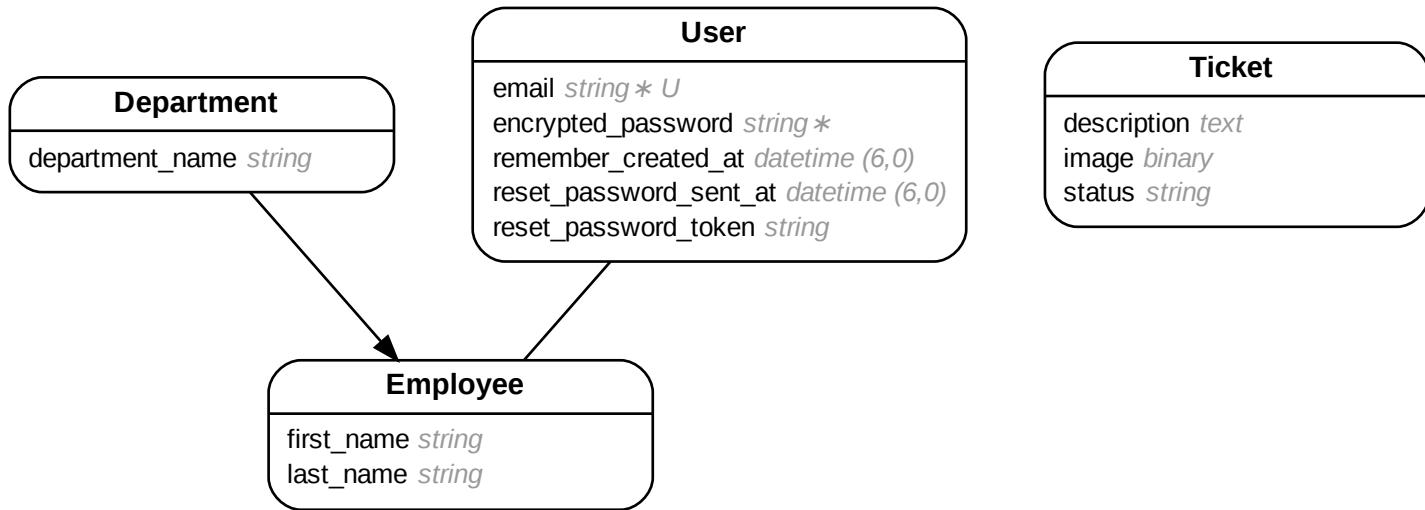 Department
department_name string
User
email string∗ U
encrypted_password string∗
remember_created_at datetime (6,0)
reset_password_sent_at datetime (6,0)
reset_password_token string
Ticket
description text
image binary
status string
Employee
first_name string
last_name string